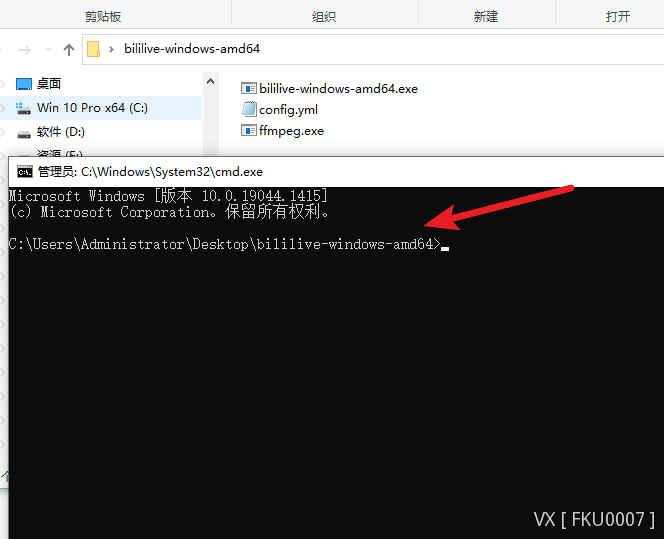 剪贴板
组织
新建
打开
bililive-windows-amd64
桌面
Win 10 Pro x64 (C:)
软件 (D:)
资源 (E:)
bililive-windows-amd64.exe
config.yml
ffmpeg.exe
管理员: C:\Windows\System32\cmd.exe
Microsoft Windows [版本 10.0.19044.1415]
(c) Microsoft Corporation。保留所有权利。
C:\Users\Administrator\Desktop\bililive-windows-amd64>
个
VX [ FKU0007 ]